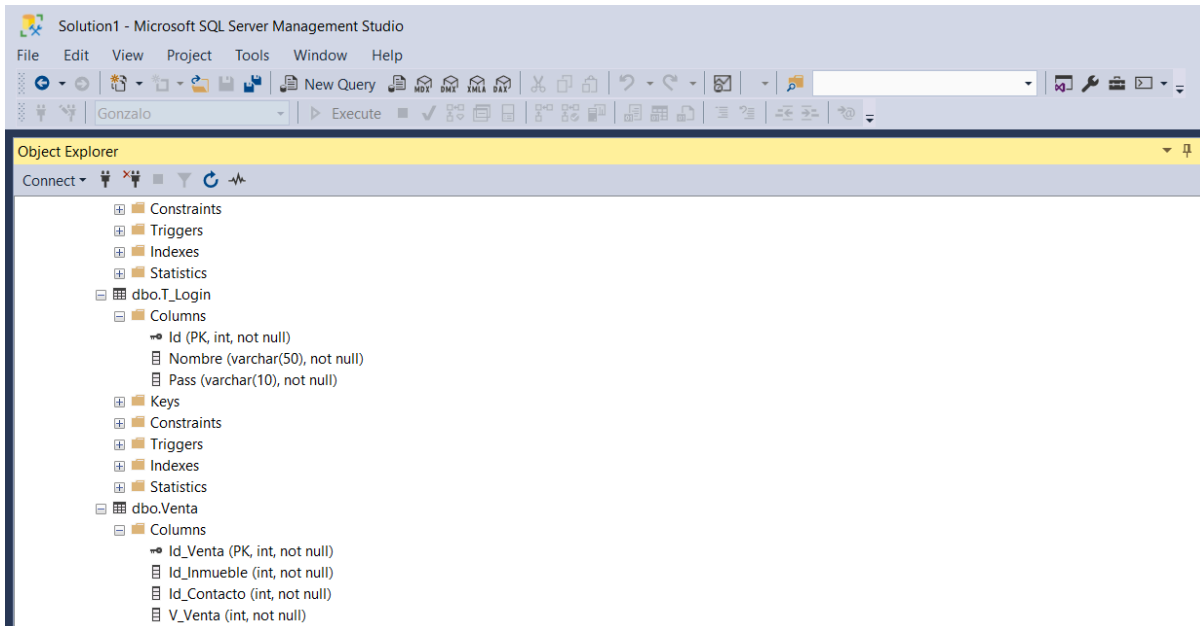 Solution1 - Microsoft SQL Server Management Studio
File Edit View Project Tools Window Help
New Query MDX DMX XMLA DAX
Gonzalo Execute
Object Explorer
Connect
Constraints
Triggers
Indexes
Statistics
dbo.T_Login
Columns
Id (PK, int, not null)
Nombre (varchar(50), not null)
Pass (varchar(10), not null)
Keys
Constraints
Triggers
Indexes
Statistics
dbo.Venta
Columns
Id_Venta (PK, int, not null)
Id_Inmueble (int, not null)
Id_Contacto (int, not null)
V_Venta (int, not null)